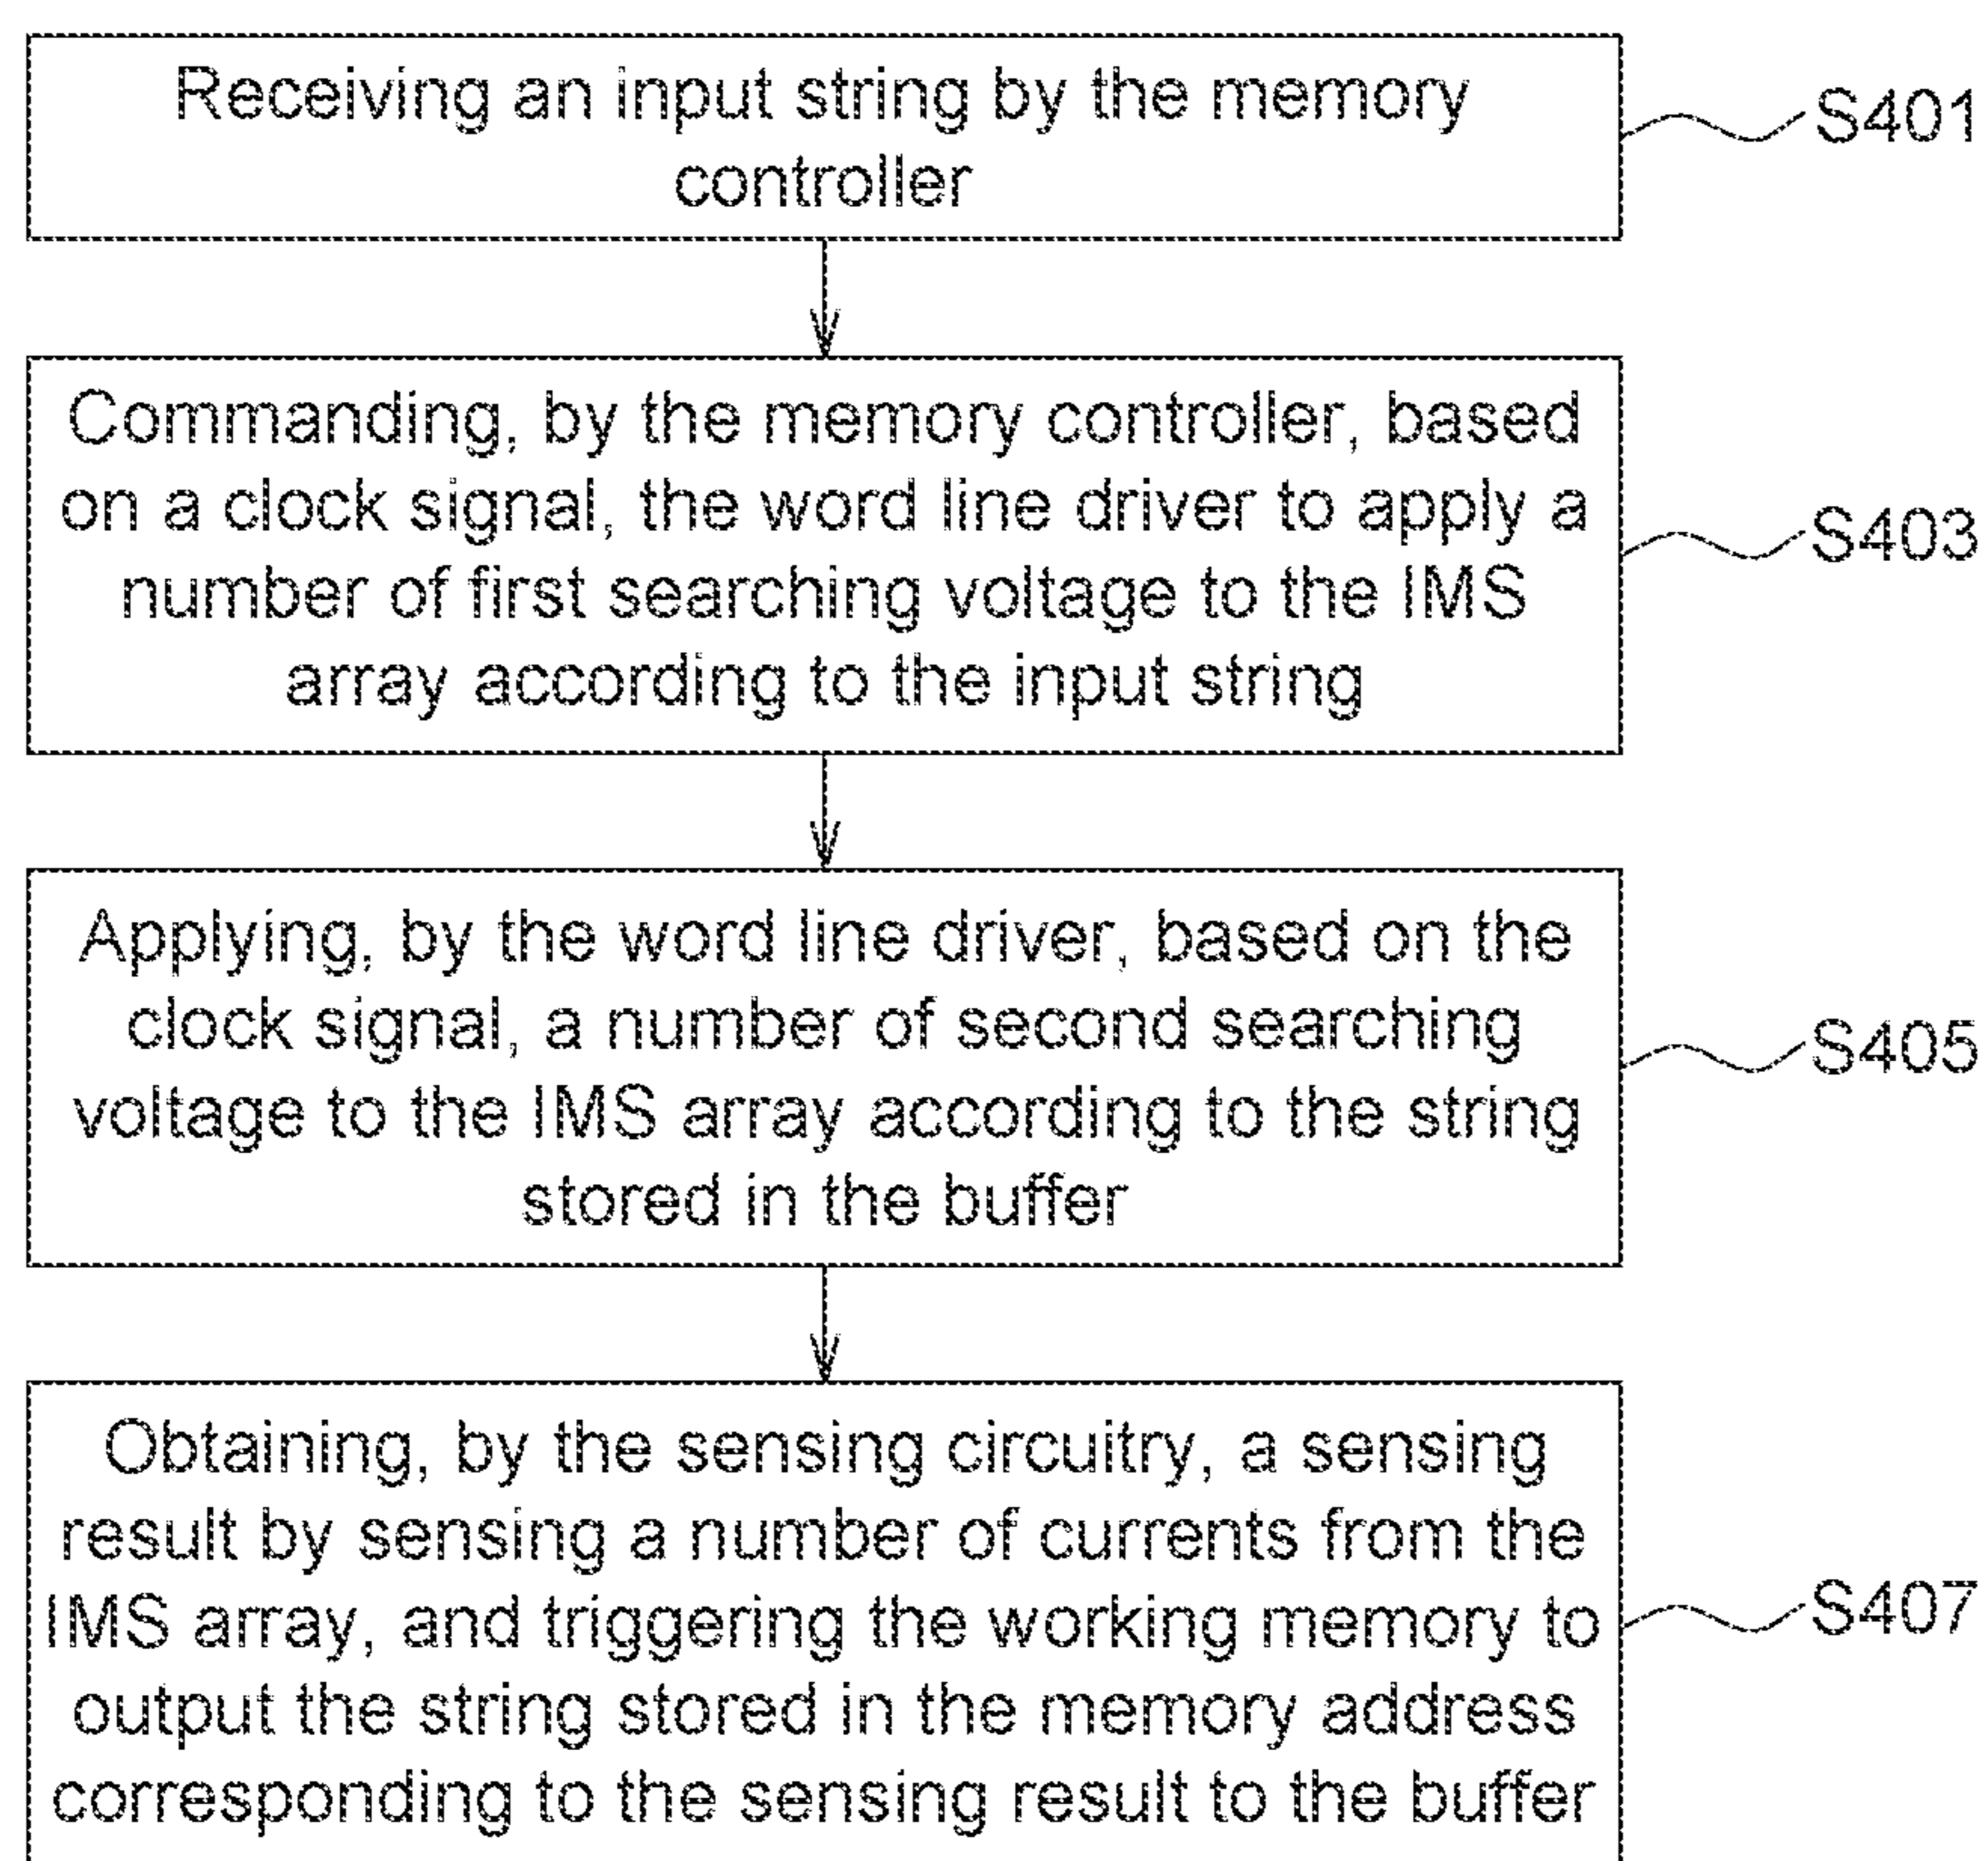 Receiving an input string by the memory
controller
S401
Commanding, by the memory controller, based
on a clock signal, the word line driver to apply a
number of first searching voltage to the IMS
array according to the input string
S403
Applying, by the word line driver, based on the
clock signal, a number of second searching
voltage to the IMS array according to the string
stored in the buffer
S405
Obtaining, by the sensing circuitry, a sensing
result by sensing a number of currents from the
IMS array, and triggering the working memory to
output the string stored in the memory address
corresponding to the sensing result to the buffer
S407